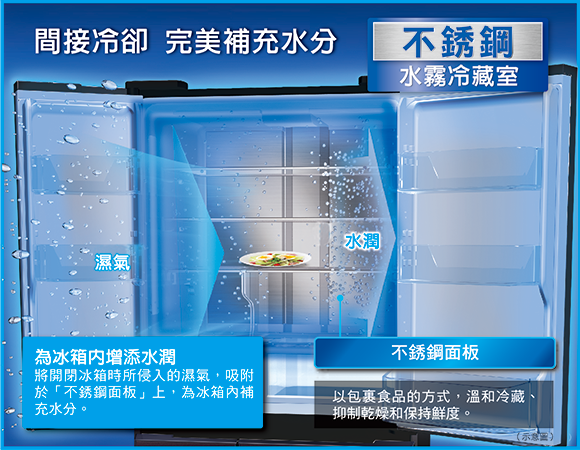 間接冷卻 完美補充水分
不銹鋼
水霧冷藏室
濕氣
水潤
為冰箱內增添水潤
將開閉冰箱時所侵入的濕氣，吸附
於「不銹鋼面板」上，為冰箱內補
充水分。
不銹鋼面板
以包裹食品的方式，溫和冷藏、
抑制乾燥和保持鮮度。
（示意圖）